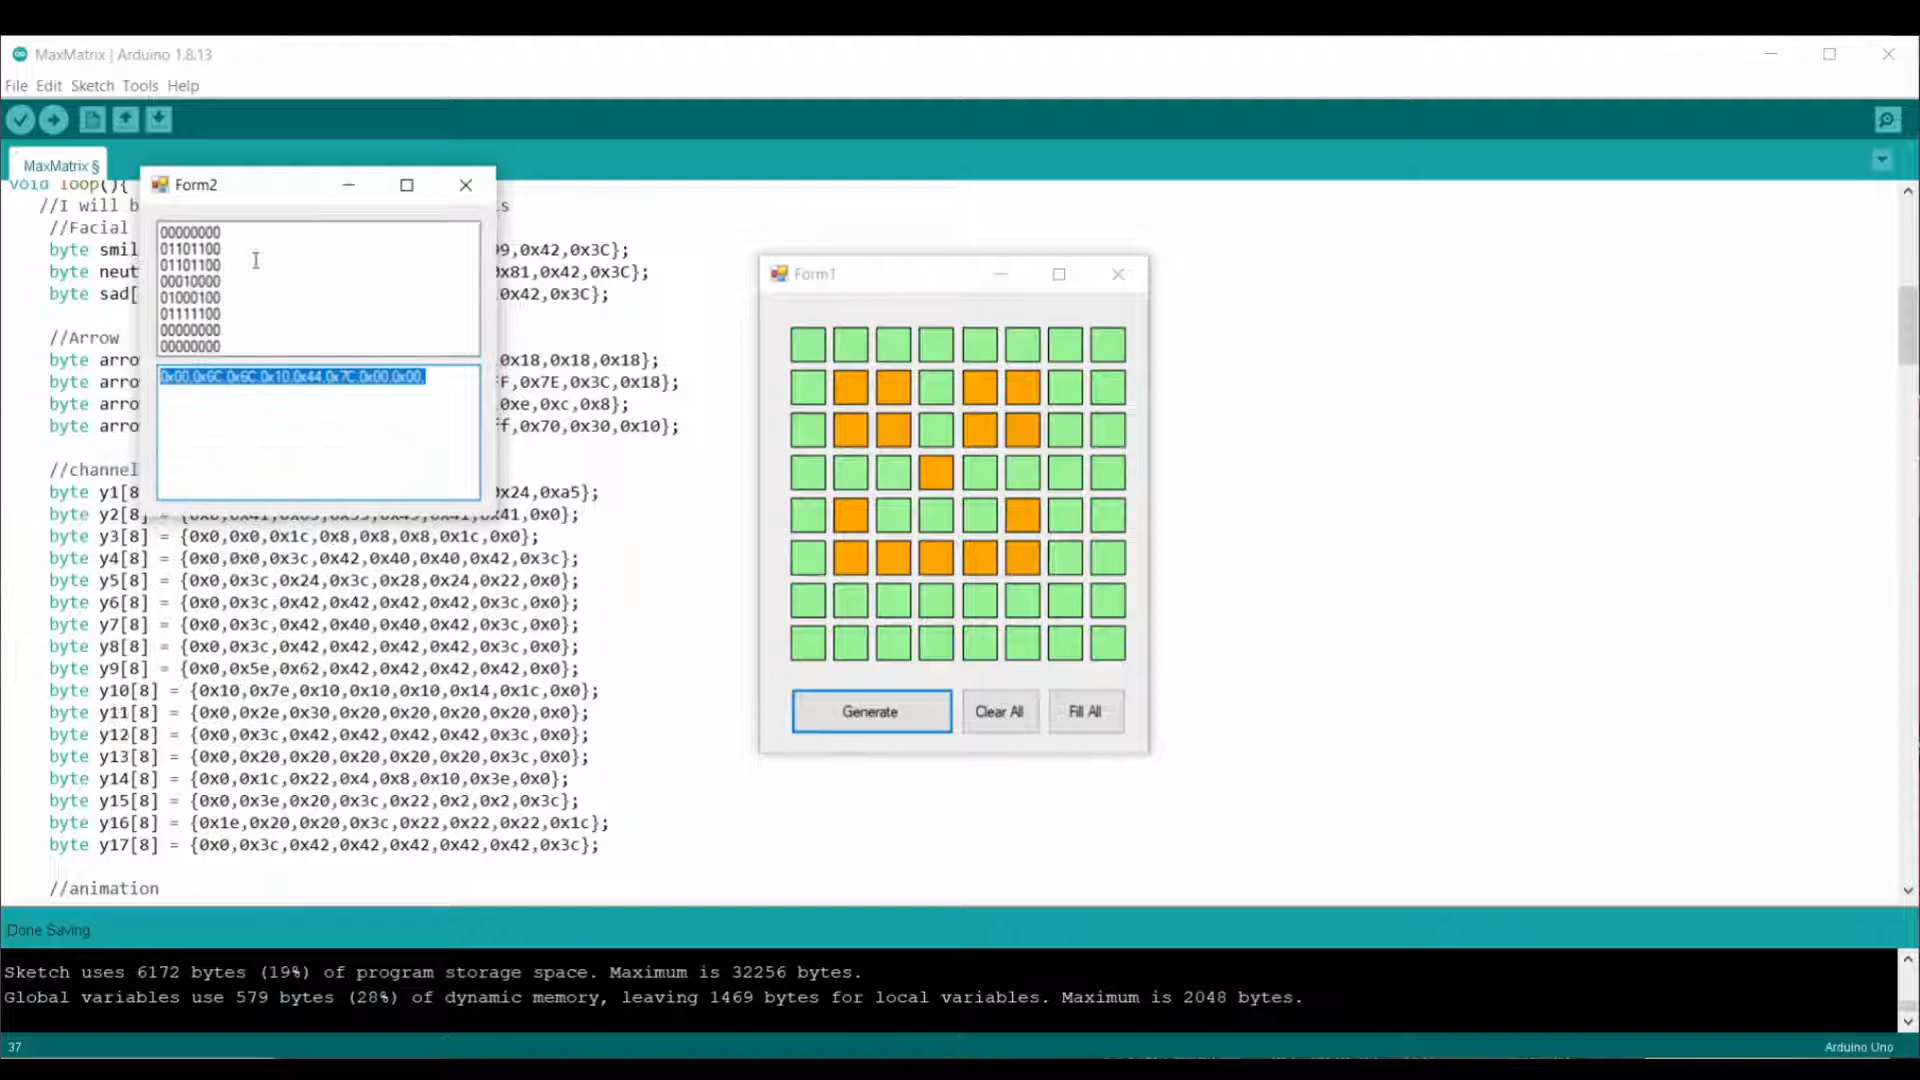 MaxMatrix | Arduino 1.8.13
File Edit Sketch Tools Help
MaxMatrix §
void loop(){
//I will b
s
//Facial
byte smil
9,0x42,0x3C};
byte neut
0x81,0x42,0x3C};
byte sad[
0x42,0x3C};
//Arrow
byte arro
0x18,0x18,0x18};
byte arro
FF,0x7E,0x3C,0x18};
byte arro
0xe,0xc,0x8};
byte arro
ff,0x70,0x30,0x10};
//channel
byte y1[8
0x24,0xa5};
byte y2[8]
0x41,0x0};
byte y3[8] = {0x0,0x0,0x1c,0x8,0x8,0x8,0x1c,0x0};
byte y4[8] = {0x0,0x0,0x3c,0x42,0x40,0x40,0x42,0x3c};
byte y5[8] = {0x0,0x3c,0x24,0x3c,0x28,0x24,0x22,0x0};
byte y6[8] = {0x0,0x3c,0x42,0x42,0x42,0x42,0x3c,0x0};
byte y7[8] = {0x0,0x3c,0x42,0x40,0x40,0x42,0x3c,0x0};
byte y8[8] = {0x0,0x3c,0x42,0x42,0x42,0x42,0x3c,0x0};
byte y9[8] = {0x0,0x5e,0x62,0x42,0x42,0x42,0x42,0x0};
byte y10[8] = {0x10,0x7e,0x10,0x10,0x10,0x14,0x1c,0x0};
byte y11[8] = {0x0,0x2e,0x30,0x20,0x20,0x20,0x20,0x0};
byte y12[8] = {0x0,0x3c,0x42,0x42,0x42,0x42,0x3c,0x0};
byte y13[8] = {0x0,0x20,0x20,0x20,0x20,0x20,0x3c,0x0};
byte y14[8] = {0x0,0x1c,0x22,0x4,0x8,0x10,0x3e,0x0};
byte y15[8] = {0x0,0x3e,0x20,0x3c,0x22,0x2,0x2,0x3c};
byte y16[8] = {0x1e,0x20,0x20,0x3c,0x22,0x22,0x22,0x1c};
byte y17[8] = {0x0,0x3c,0x42,0x42,0x42,0x42,0x42,0x3c};
//animation
Form2
00000000
01101100
01101100
00010000
01000100
01111100
00000000
00000000
0x00,0x6C,0x6C,0x10,0x44,0x7C,0x00,0x00,
Form1
Generate
Clear All
Fill All
Done Saving
Sketch uses 6172 bytes (19%) of program storage space. Maximum is 32256 bytes.
Global variables use 579 bytes (28%) of dynamic memory, leaving 1469 bytes for local variables. Maximum is 2048 bytes.
37
Arduino Uno